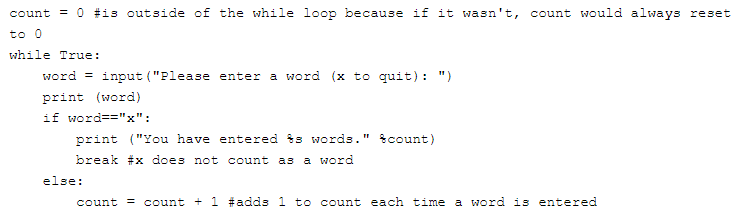 count = 0 #is outside of the while loop because if it wasn't, count would always reset
to 0
while True:
    word = input("Please enter a word (x to quit): ")
    print (word)
    if word=="x":
        print ("You have entered %s words." %count)
        break #x does not count as a word
    else:
        count = count + 1 #adds 1 to count each time a word is entered